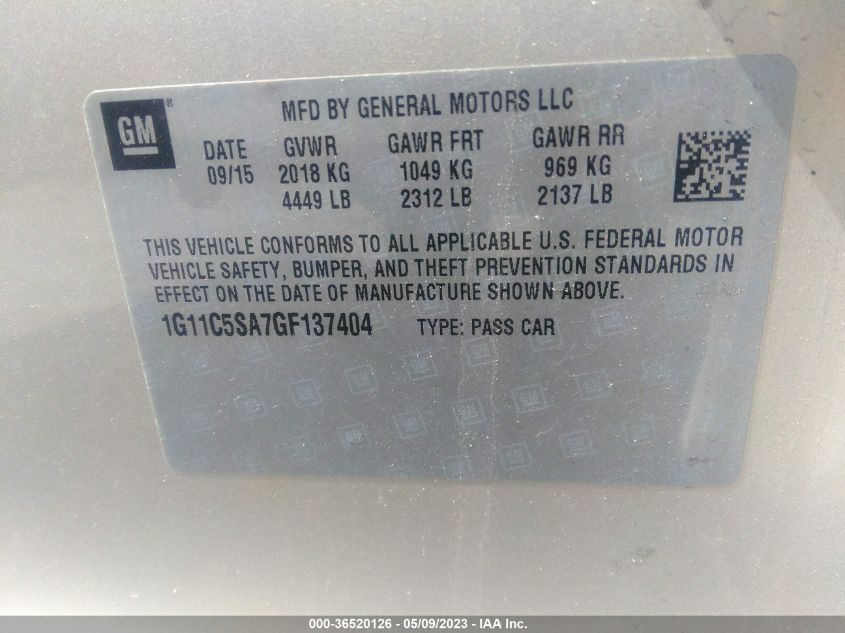 GM®
MFD BY GENERAL MOTORS LLC
DATE GVWR GAWR FRT GAWR RR
09/15 2018 KG 1049 KG 969 KG
4449 LB 2312 LB 2137 LB
THIS VEHICLE CONFORMS TO ALL APPLICABLE U.S. FEDERAL MOTOR
VEHICLE SAFETY, BUMPER, AND THEFT PREVENTION STANDARDS IN
EFFECT ON THE DATE OF MANUFACTURE SHOWN ABOVE.
1G11C5SA7GF137404 TYPE: PASS CAR
000-36520126 - 05/09/2023 - IAA Inc.